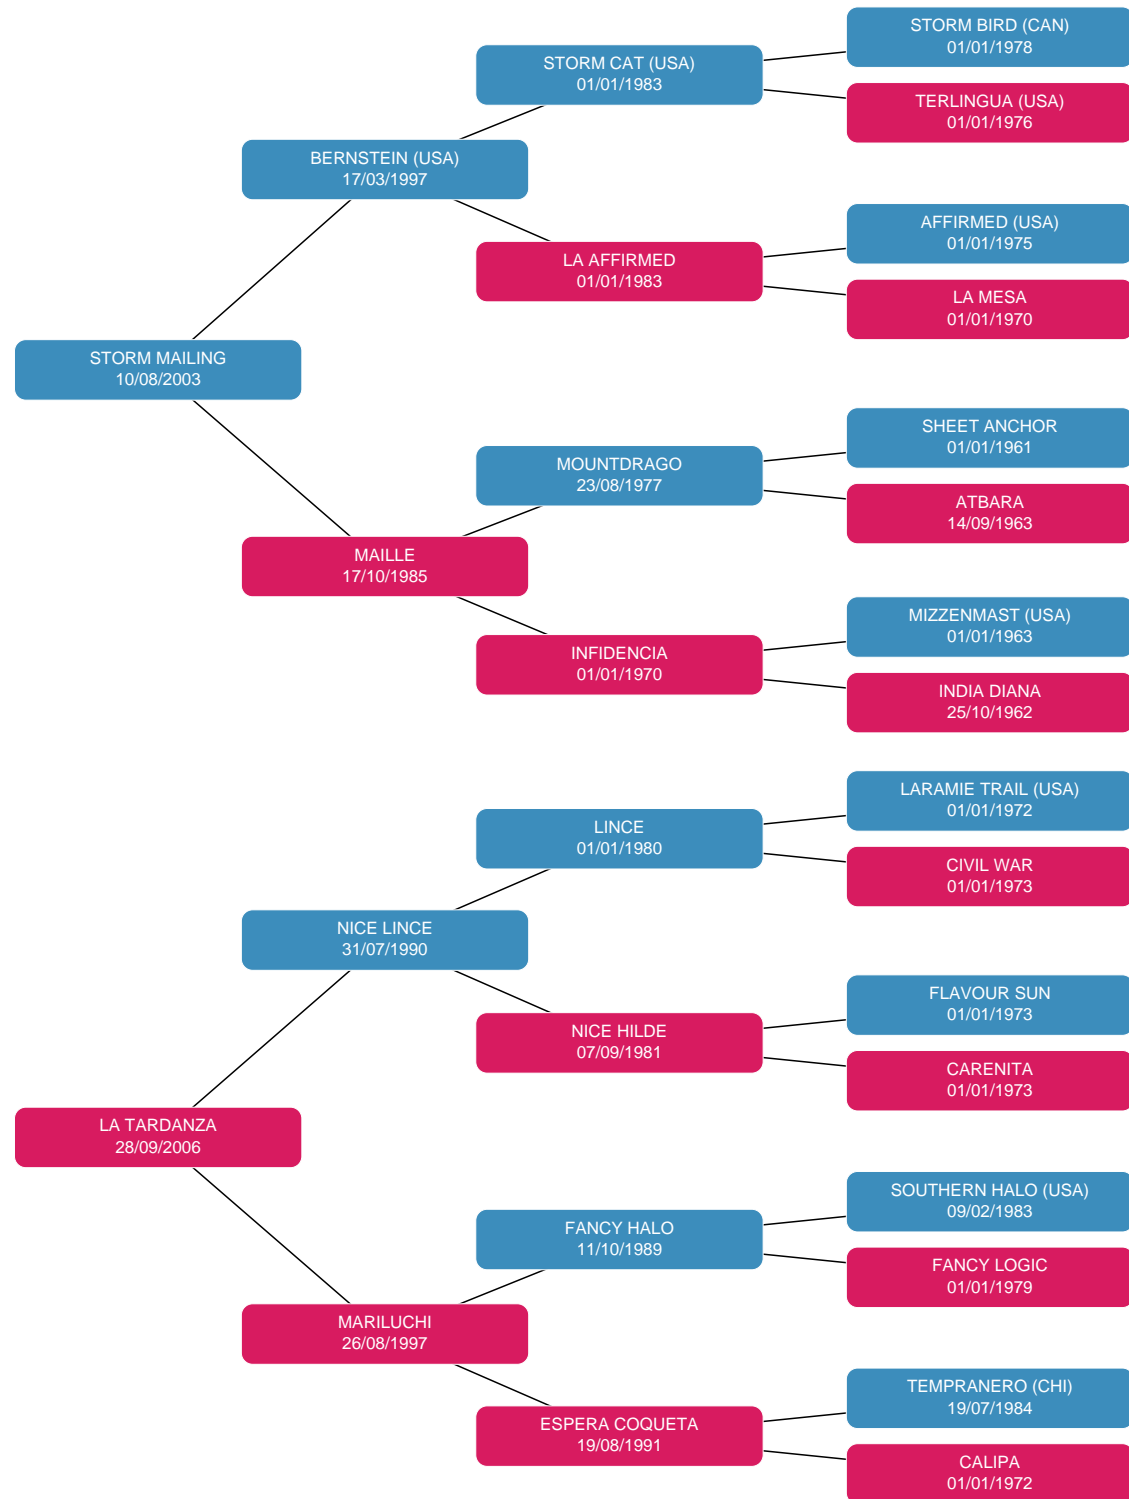 STORM BIRD (CAN)
01/01/1978
STORM CAT (USA)
01/01/1983
TERLINGUA (USA)
01/01/1976
BERNSTEIN (USA)
17/03/1997
AFFIRMED (USA)
01/01/1975
LA AFFIRMED
01/01/1983
LA MESA
01/01/1970
STORM MAILING
10/08/2003
SHEET ANCHOR
01/01/1961
MOUNTDRAGO
23/08/1977
ATBARA
14/09/1963
MAILLE
17/10/1985
MIZZENMAST (USA)
01/01/1963
INFIDENCIA
01/01/1970
INDIA DIANA
25/10/1962
LARAMIE TRAIL (USA)
01/01/1972
LINCE
01/01/1980
CIVIL WAR
01/01/1973
NICE LINCE
31/07/1990
FLAVOUR SUN
01/01/1973
NICE HILDE
07/09/1981
CARENITA
01/01/1973
LA TARDANZA
28/09/2006
SOUTHERN HALO (USA)
09/02/1983
FANCY HALO
11/10/1989
FANCY LOGIC
01/01/1979
MARILUCHI
26/08/1997
TEMPRANERO (CHI)
19/07/1984
ESPERA COQUETA
19/08/1991
CALIPA
01/01/1972